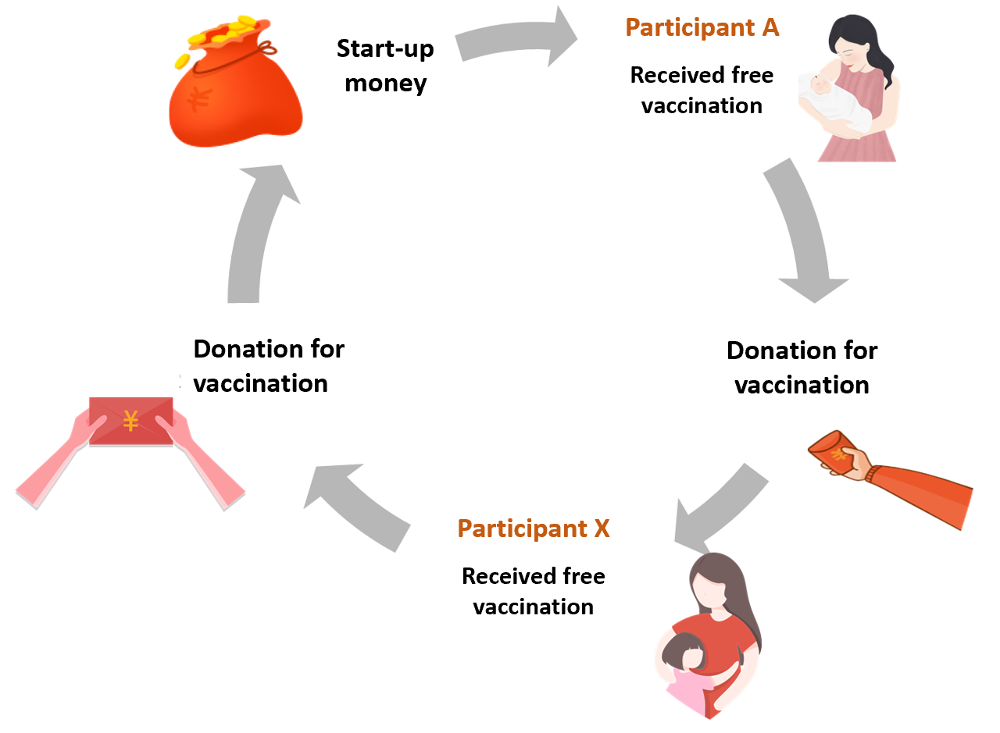 Start-up
money
Participant A
Received free
vaccination
Donation for
vaccination
¥
Participant X
Received free
vaccination
Donation for
vaccination
¥